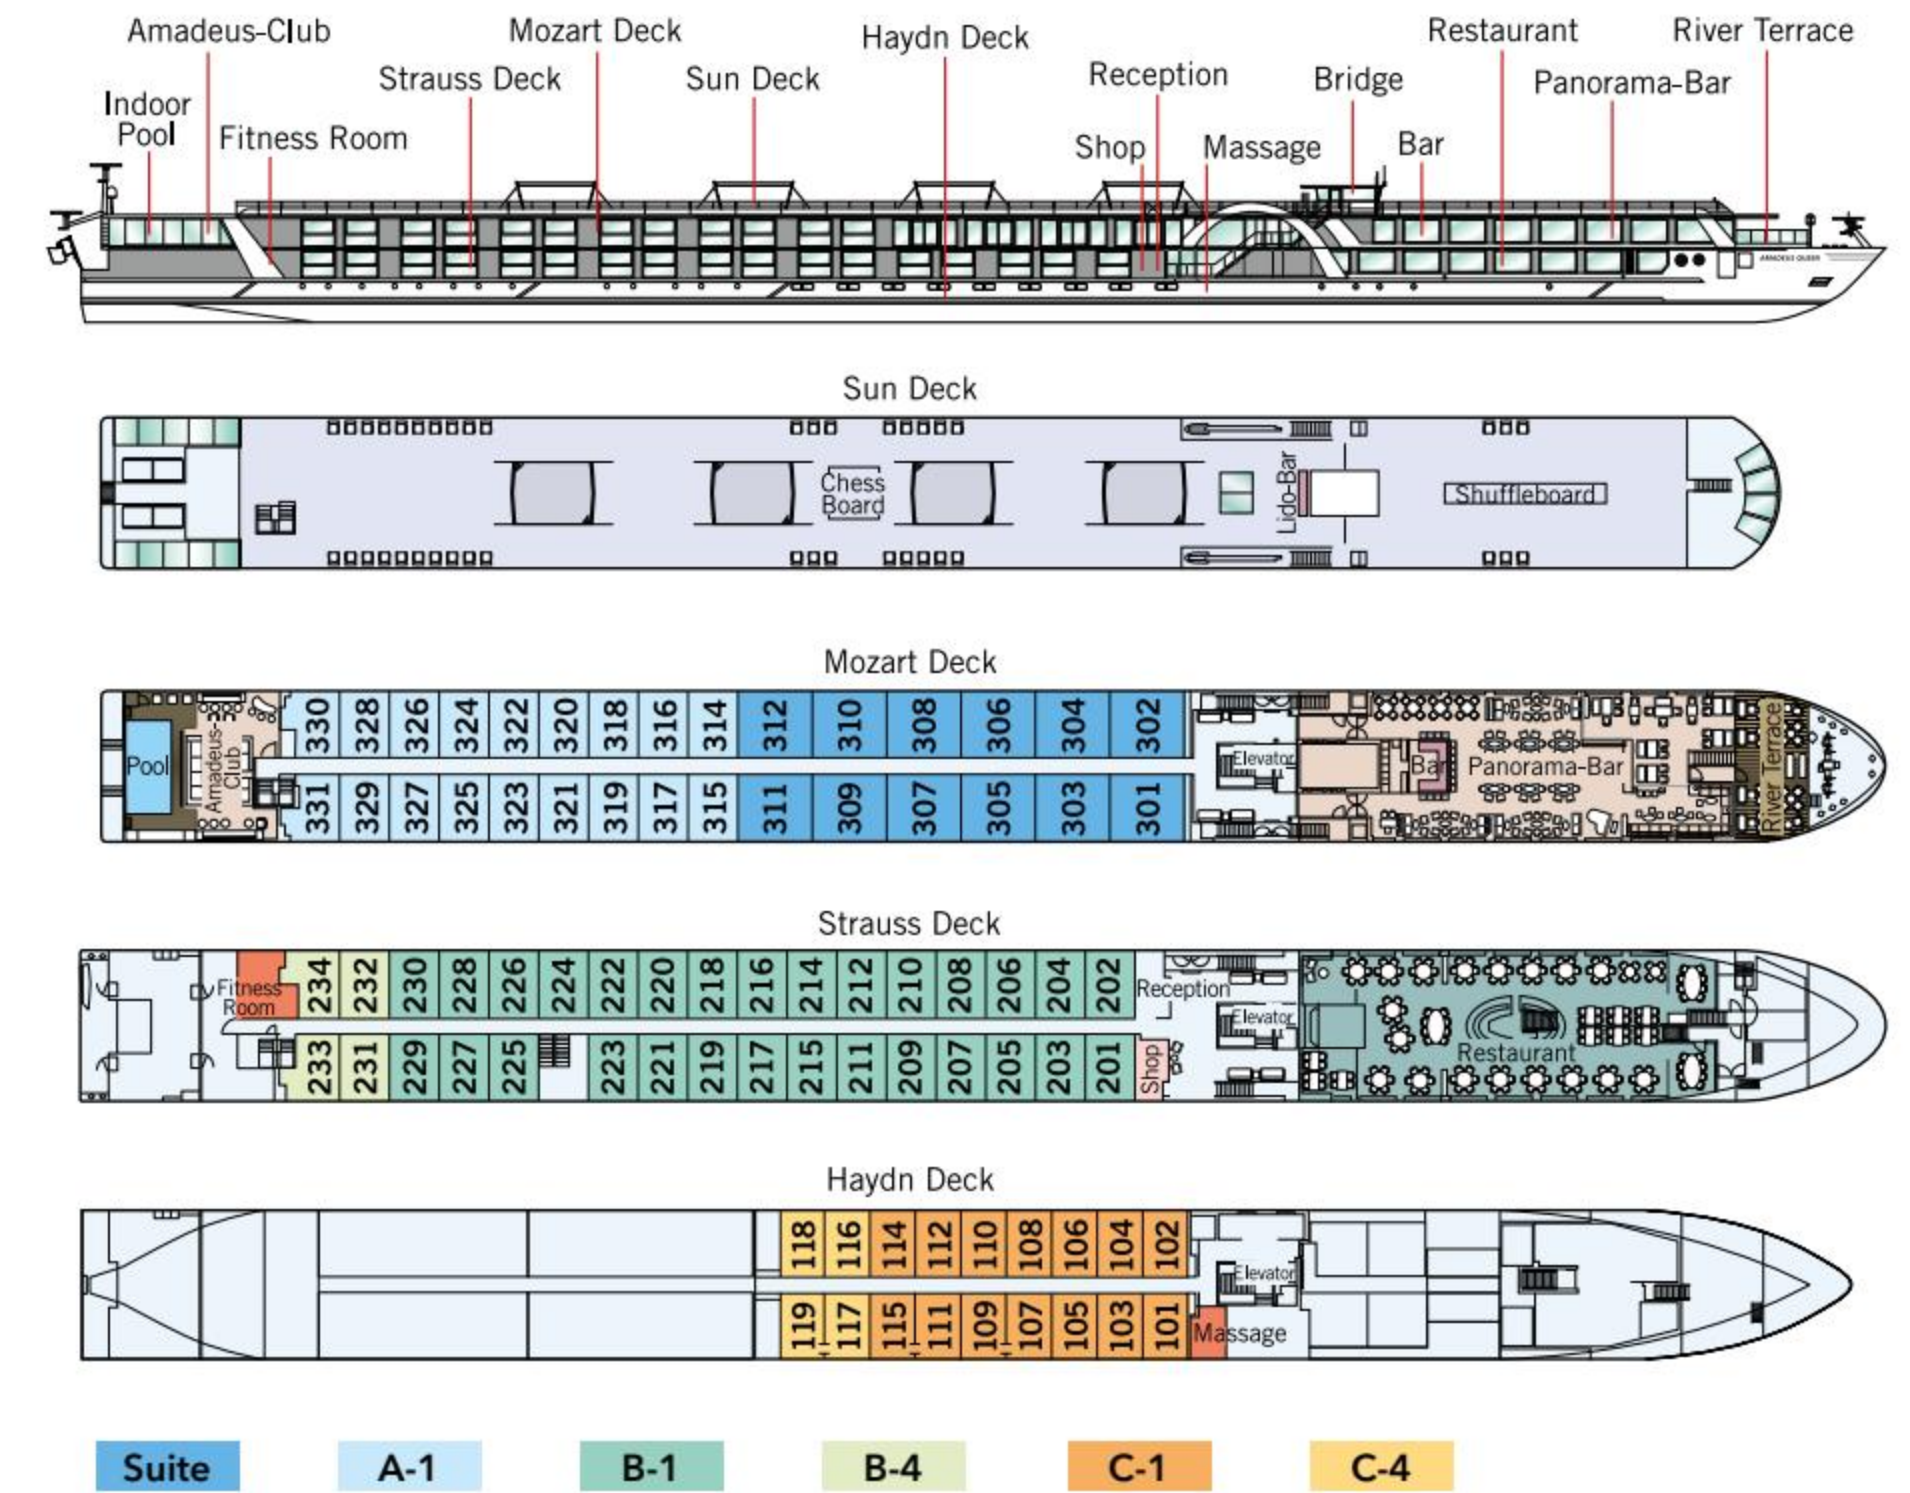 Amadeus-Club
Mozart Deck
Haydn Deck
Restaurant
River Terrace
Strauss Deck
Sun Deck
Reception
Bridge
Panorama-Bar
Indoor
Pool
Fitness Room
Shop
Massage
Bar
AMADEUS QUEEN
Sun Deck
Chess
Board
Lido-Bar
Shuffleboard
Mozart Deck
330 328 326 324 322 320 318 316 314 312 310 308 306 304 302
Pool
Amadeus-
Club
Elevator
Bar
Panorama-Bar
River Terrace
331 329 327 325 323 321 319 317 315 311 309 307 305 303 301
Strauss Deck
234 232 230 228 226 224 222 220 218 216 214 212 210 208 206 204 202
Fitness
Room
Reception
Elevator
Restaurant
233 231 229 227 225 223 221 219 217 215 211 209 207 205 203 201
Shop
Haydn Deck
118 116 114 112 110 108 106 104 102
Elevator
119 117 115 111 109 107 105 103 101
Massage
Suite A-1 B-1 B-4 C-1 C-4